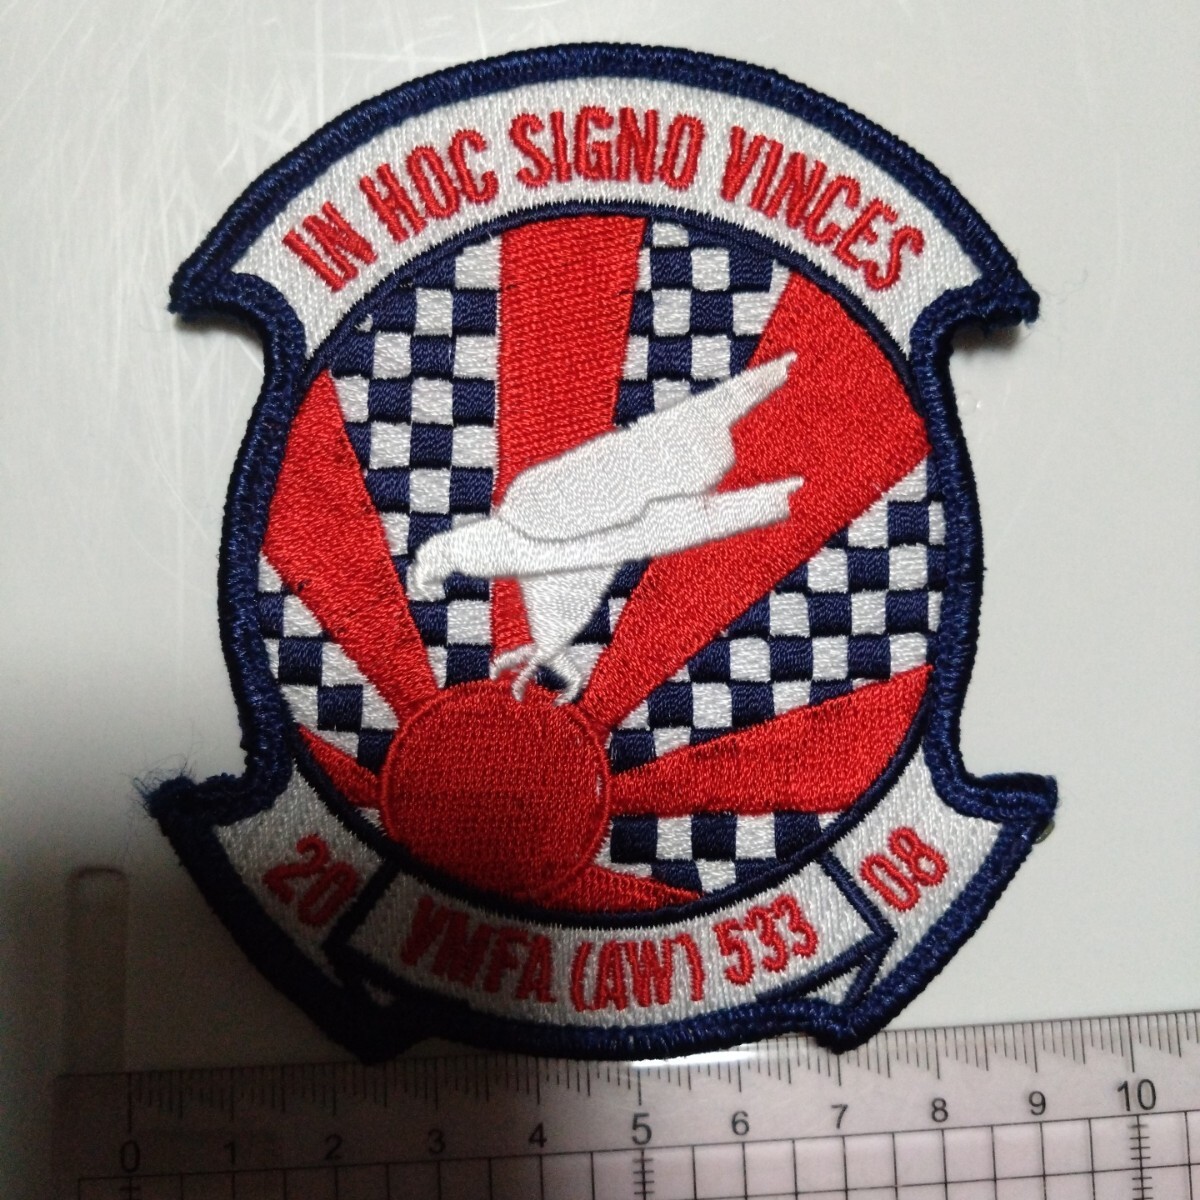 IN HOC SIGNO VINCES
20 VMFA (AW) 533 08
0 1 2 3 4 5 6 7 8 9 10